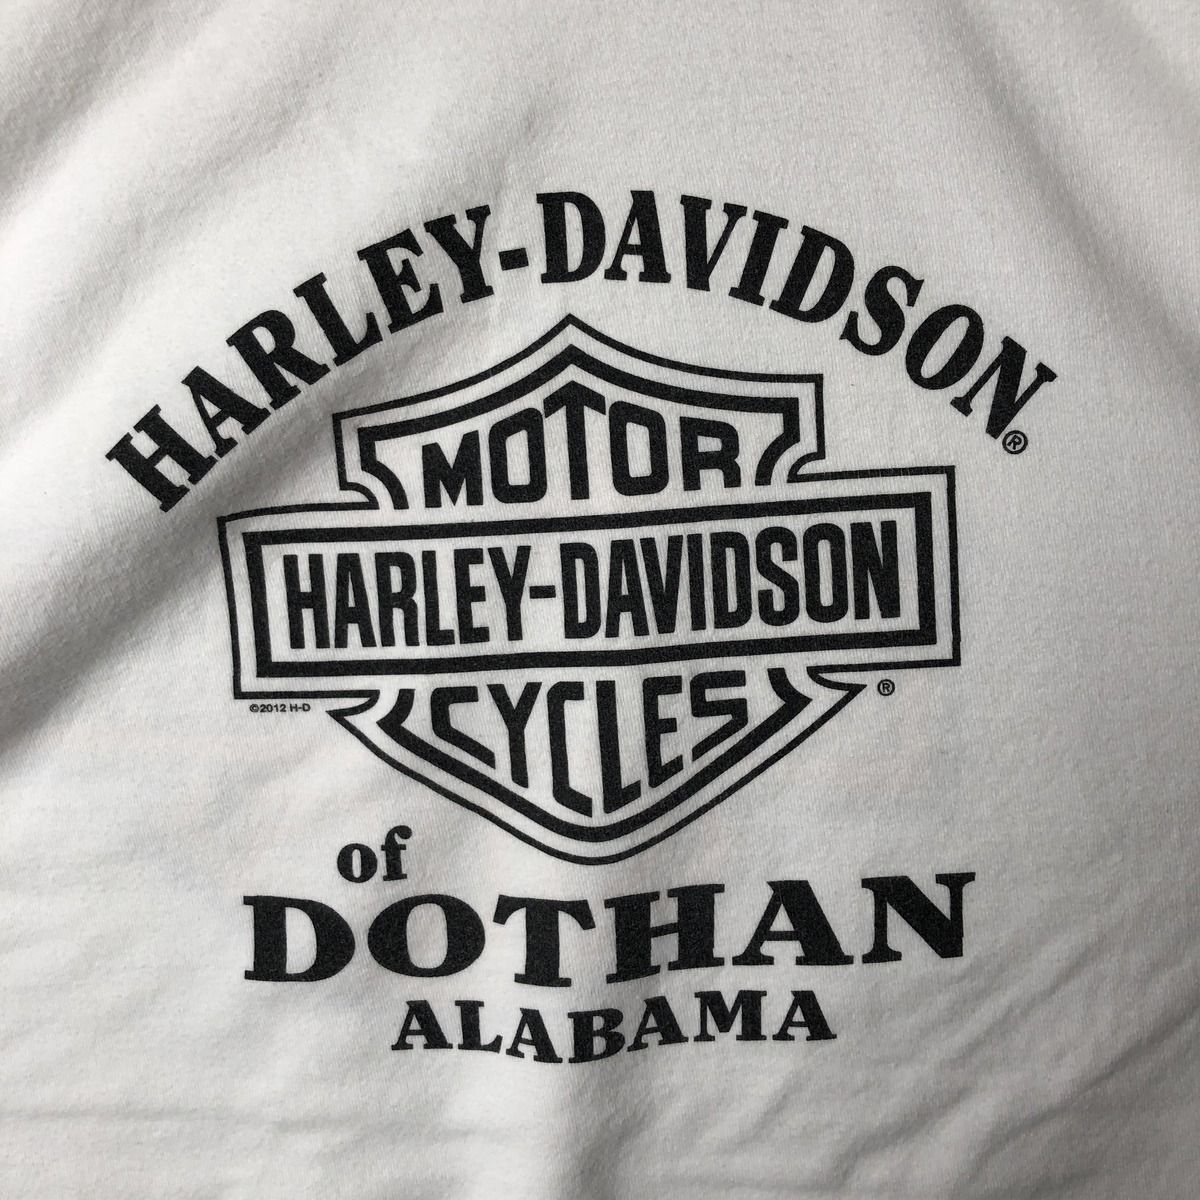 HARLEY-DAVIDSON®
MOTOR
HARLEY-DAVIDSON
CYCLES
®
©2012 H-D
of
DOTHAN
ALABAMA